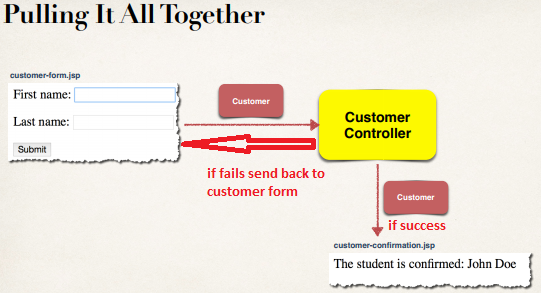 Pulling It All Together
customer-form.jsp
First name:
Last name:
Submit
Customer
Customer
Controller
if fails send back to
customer form
Customer
if success
customer-confirmation.jsp
The student is confirmed: John Doe